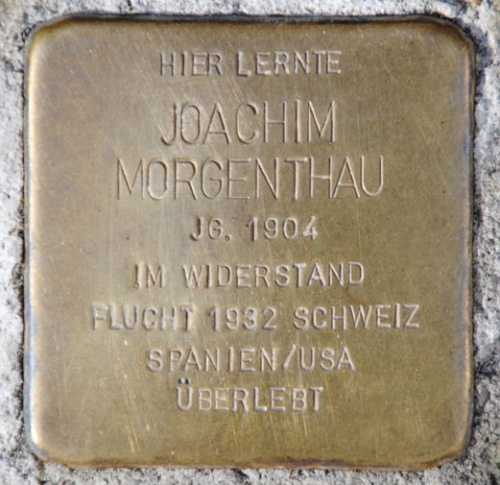 HIER LERNTE
JOACHIM
MORGENTHAU
JG. 1904
IM WIDERSTAND
FLUCHT 1932 SCHWEIZ
SPANIEN/USA
ÜBERLEBT